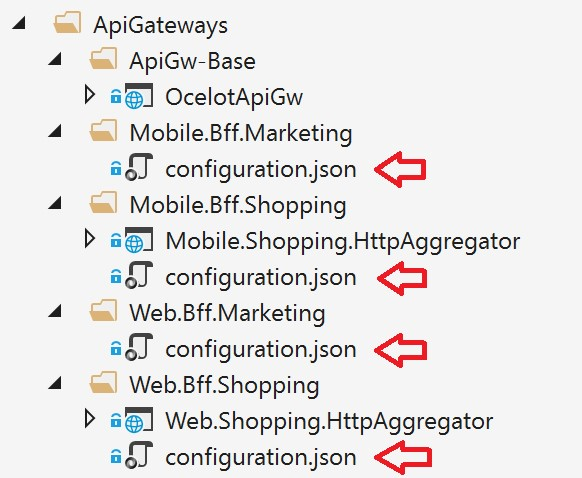 ApiGateways
ApiGw-Base
OcelotApiGw
Mobile.Bff.Marketing
configuration.json
Mobile.Bff.Shopping
Mobile.Shopping.HttpAggregator
configuration.json
Web.Bff.Marketing
configuration.json
Web.Bff.Shopping
Web.Shopping.HttpAggregator
configuration.json